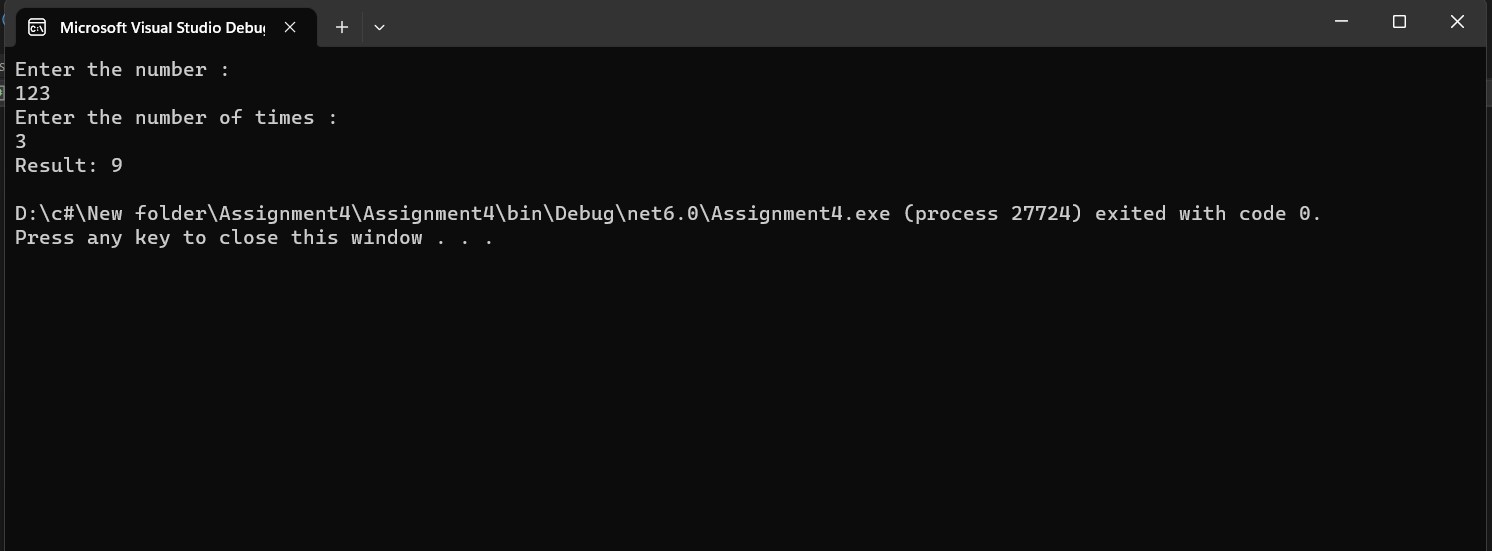 Microsoft Visual Studio Debu
Enter the number :
123
Enter the number of times :
3
Result: 9
D:\c#\New folder\Assignment4\Assignment4\bin\Debug\net6.0\Assignment4.exe (process 27724) exited with code 0.
Press any key to close this window . . .